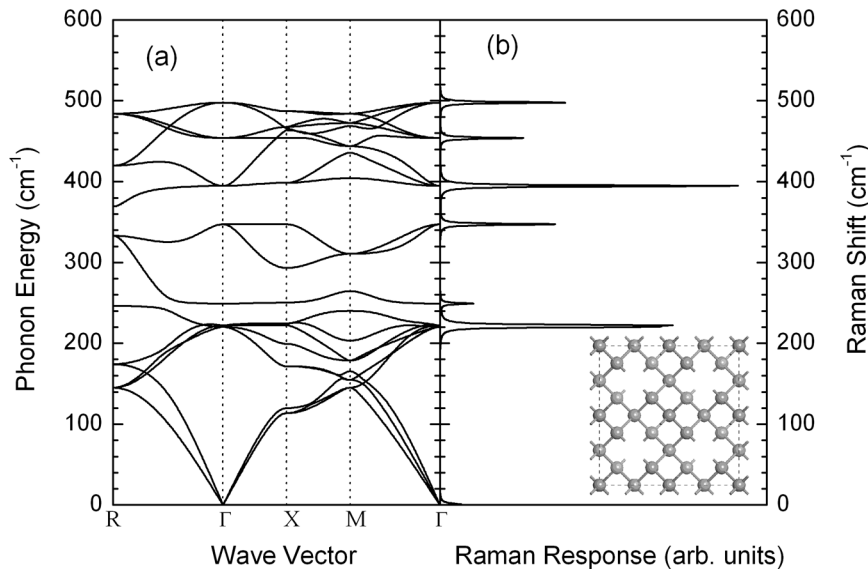 (a)
(b)
Phonon Energy (cm⁻¹)
600
500
400
300
200
100
0
R Γ X M Γ
Wave Vector
Raman Response (arb. units)
600
500
400
300
200
100
0
Raman Shift (cm⁻¹)